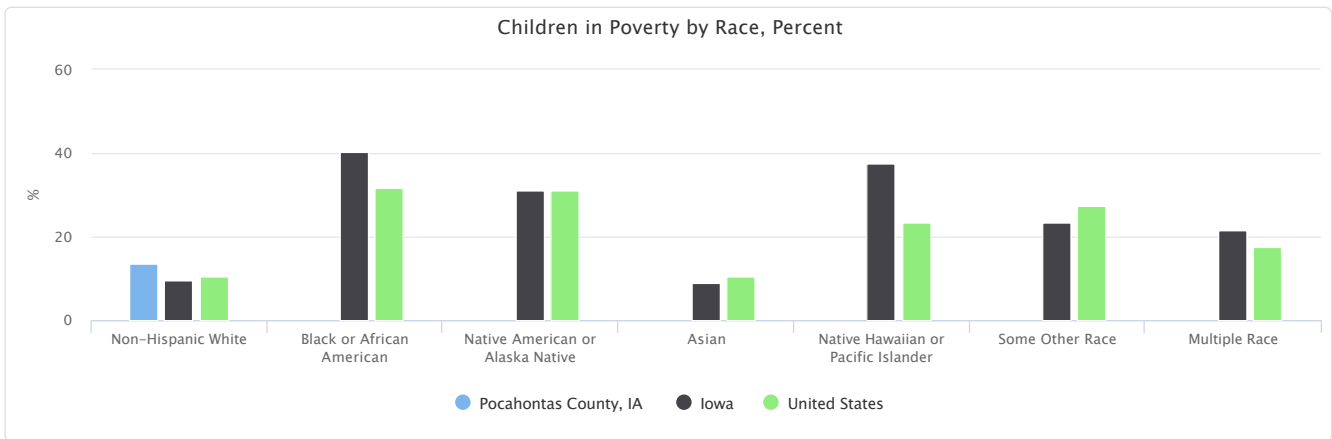 Children in Poverty by Race, Percent
60
40
20
0
%
Non-Hispanic White
Black or African
American
Native American or
Alaska Native
Asian
Native Hawaiian or
Pacific Islander
Some Other Race
Multiple Race
Pocahontas County, IA
Iowa
United States